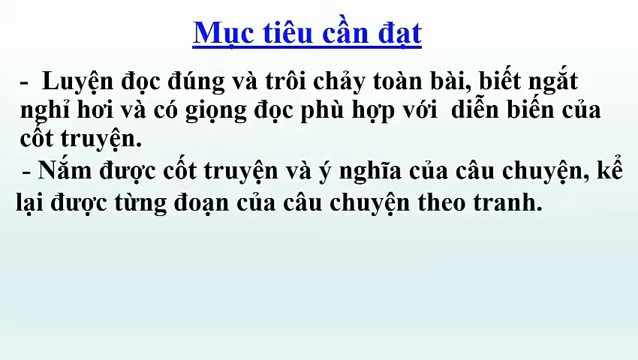 Mục tiêu cần đạt
- Luyện đọc đúng và trôi chảy toàn bài, biết ngắt
nghỉ hơi và có giọng đọc phù hợp với diễn biến của
cốt truyện.
- Nắm được cốt truyện và ý nghĩa của câu chuyện, kể
lại được từng đoạn của câu chuyện theo tranh.